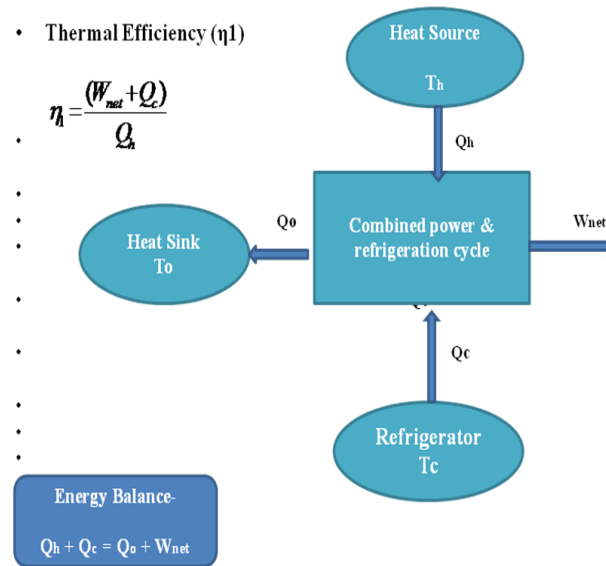 • Thermal Efficiency (η1)
η1 = (Wnet + Qc) / Qh
Heat Source
Th
Qh
Qo
Wnet
Heat Sink
To
Combined power &
refrigeration cycle
Qc
Refrigerator
Tc
Energy Balance-
Qh + Qc = Qo + Wnet